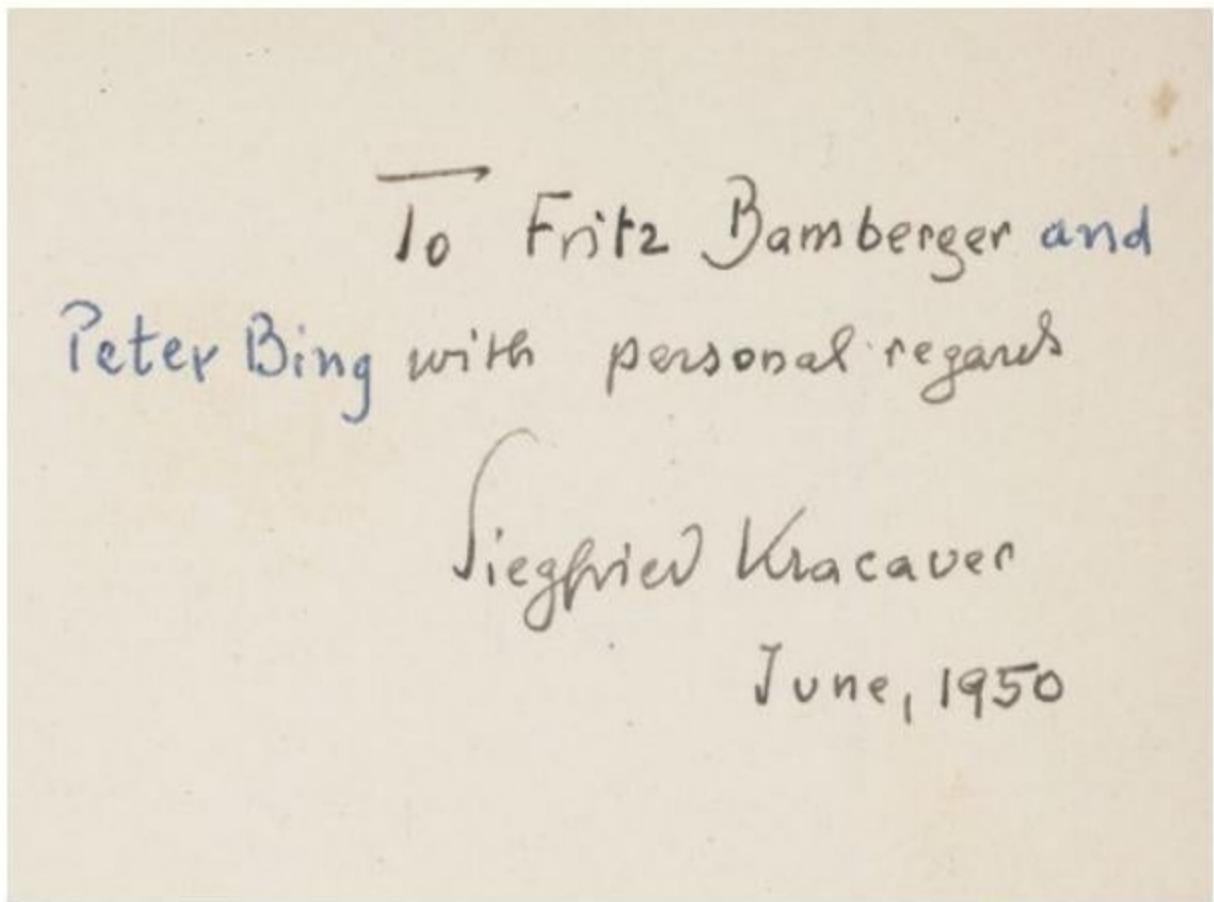 To Fritz Bamberger and
Peter Bing with personal regards
Siegfried Kracauer
June, 1950